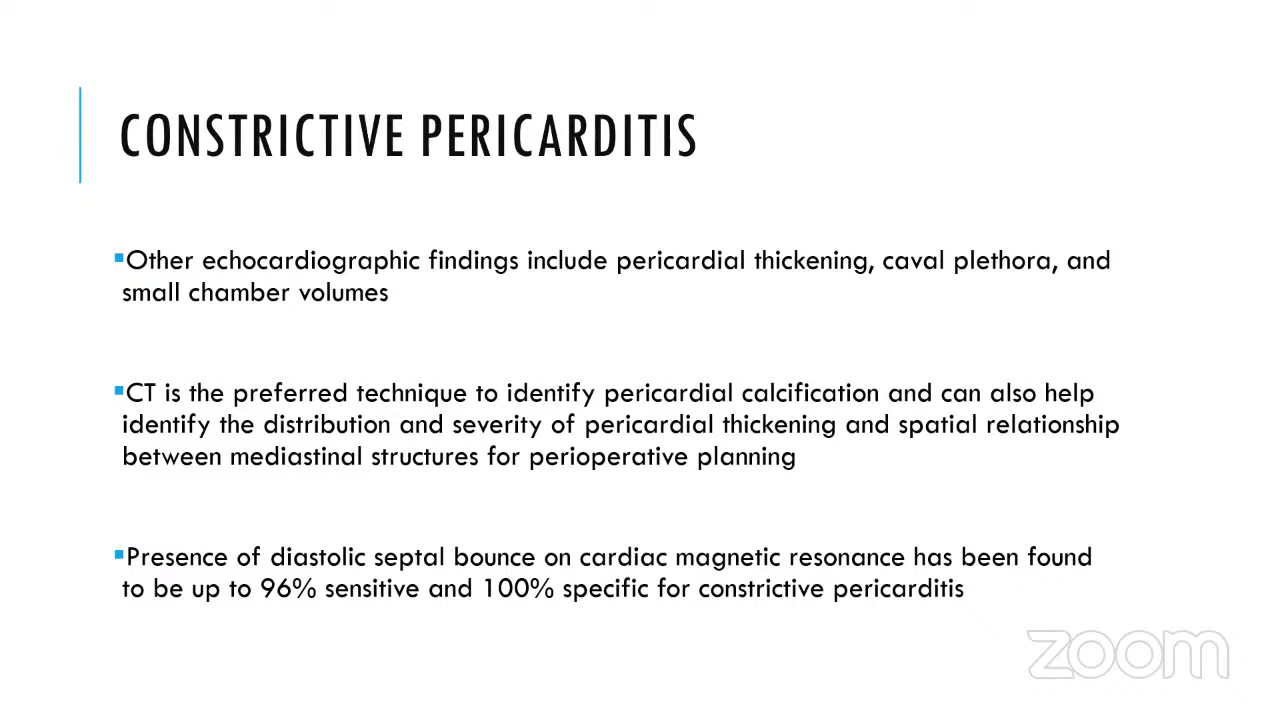 CONSTRICTIVE PERICARDITIS
▪Other echocardiographic findings include pericardial thickening, caval plethora, and
small chamber volumes
▪CT is the preferred technique to identify pericardial calcification and can also help
identify the distribution and severity of pericardial thickening and spatial relationship
between mediastinal structures for perioperative planning
▪Presence of diastolic septal bounce on cardiac magnetic resonance has been found
to be up to 96% sensitive and 100% specific for constrictive pericarditis
zoom